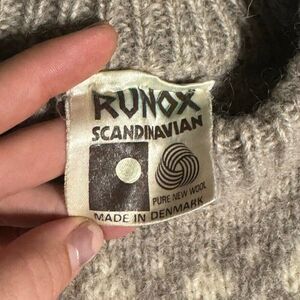 RUNOX
SCANDINAVIAN
PURE NEW WOOL
MADE IN DENMARK